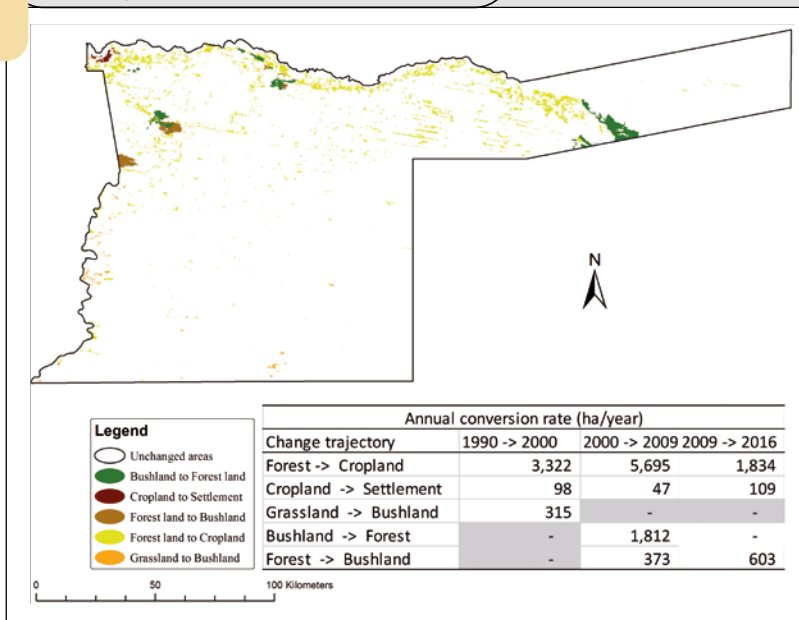 N
Legend
Unchanged areas
Bushland to Forest land
Cropland to Settlement
Forest land to Bushland
Forest land to Cropland
Grassland to Bushland
Annual conversion rate (ha/year)
Change trajectory 1990 -> 2000 2000 -> 2009 2009 -> 2016
Forest -> Cropland 3,322 5,695 1,834
Cropland -> Settlement 98 47 109
Grassland -> Bushland 315 - -
Bushland -> Forest - 1,812 -
Forest -> Bushland - 373 603
0 50 100 Kilometers